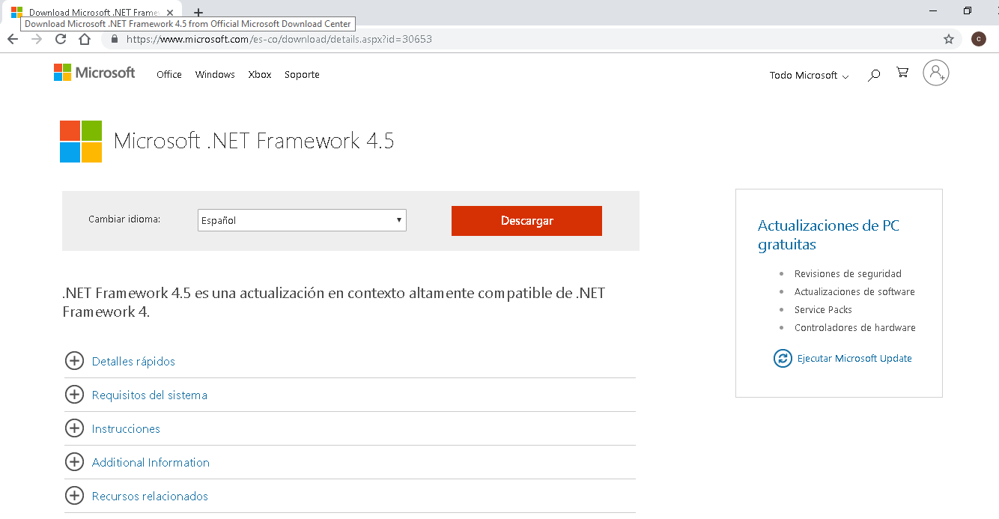 Download Microsoft .NET Frame
Download Microsoft .NET Framework 4.5 from Official Microsoft Download Center
https://www.microsoft.com/es-co/download/details.aspx?id=30653
c
Microsoft
Office Windows Xbox Soporte
Todo Microsoft
Microsoft .NET Framework 4.5
Cambiar idioma:
Español
Descargar
.NET Framework 4.5 es una actualización en contexto altamente compatible de .NET
Framework 4.
Detalles rápidos
Requisitos del sistema
Instrucciones
Additional Information
Recursos relacionados
Actualizaciones de PC
gratuitas
Revisiones de seguridad
Actualizaciones de software
Service Packs
Controladores de hardware
Ejecutar Microsoft Update